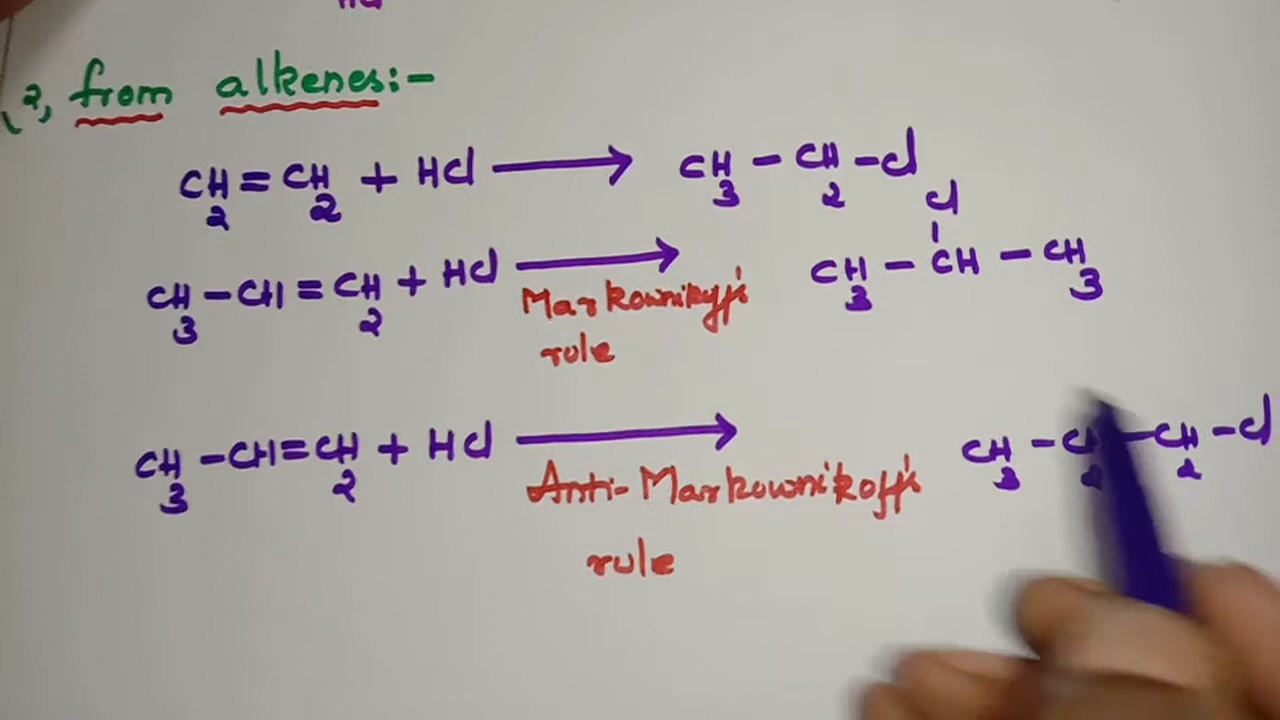 2, from alkenes:-
CH2 = CH2 + HCl ⟶ CH3 - CH2 - Cl
Cl
CH3 - CH = CH2 + HCl ⟶ CH3 - CH - CH3
Markownikoff's
rule
CH3 - CH = CH2 + HCl ⟶ CH3 - CH2 - CH2 - Cl
Anti-Markownikoff's
rule